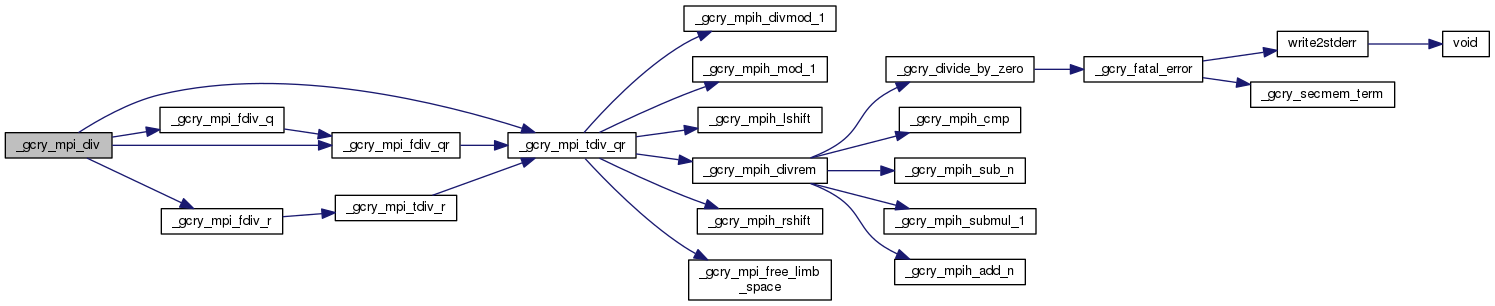 _gcry_mpi_div
_gcry_mpi_fdiv_q
_gcry_mpi_fdiv_r
_gcry_mpi_fdiv_qr
_gcry_mpi_tdiv_r
_gcry_mpi_tdiv_qr
_gcry_mpih_divmod_1
_gcry_mpih_mod_1
_gcry_mpih_lshift
_gcry_mpih_divrem
_gcry_mpih_rshift
_gcry_mpi_free_limb
_space
_gcry_divide_by_zero
_gcry_mpih_cmp
_gcry_mpih_sub_n
_gcry_mpih_submul_1
_gcry_mpih_add_n
_gcry_fatal_error
write2stderr
_gcry_secmem_term
void